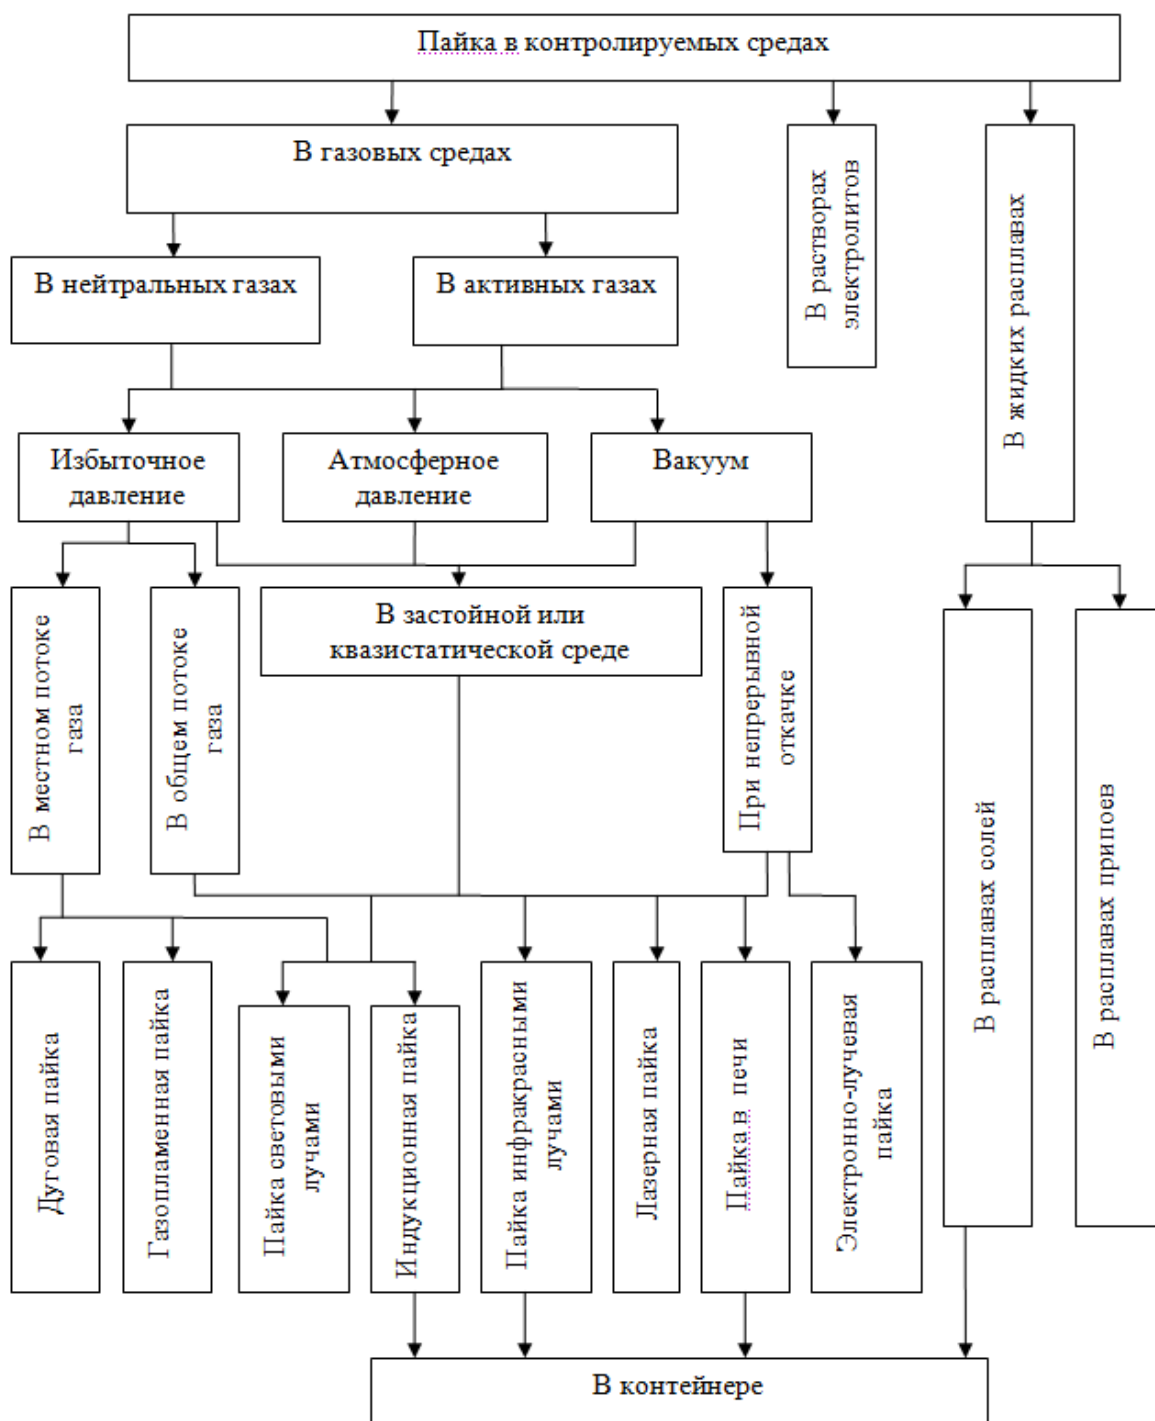 Пайка в контролируемых средах
В газовых средах
В растворах
электролитов
В жидких расплавах
В нейтральных газах
В активных газах
Избыточное
давление
Атмосферное
давление
Вакуум
В местном потоке
газа
В общем потоке
газа
В застойной или
квазистатической среде
При непрерывной
откачке
В расплавах солей
В расплавах припоев
Дуговая пайка
Газопламенная пайка
Пайка световыми
лучами
Индукционная пайка
Пайка инфракрасными
лучами
Лазерная пайка
Пайка в печи
Электронно-лучевая
пайка
В контейнере